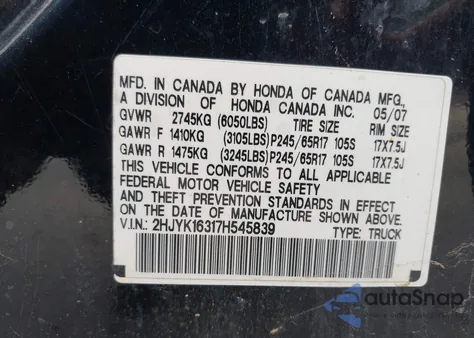 MFD. IN CANADA BY HONDA OF CANADA MFG.,
A DIVISION OF HONDA CANADA INC. 05/07
GVWR 2745KG (6050LBS) TIRE SIZE RIM SIZE
GAWR F 1410KG (3105LBS)P245/65R17 105S 17X7.5J
GAWR R 1475KG (3245LBS)P245/65R17 105S 17X7.5J
THIS VEHICLE CONFORMS TO ALL APPLICABLE
FEDERAL MOTOR VEHICLE SAFETY
AND THEFT PREVENTION STANDARDS IN EFFECT
ON THE DATE OF MANUFACTURE SHOWN ABOVE.
V.I.N.: 2HJYK16317H545839 TYPE: TRUCK
autoSnap